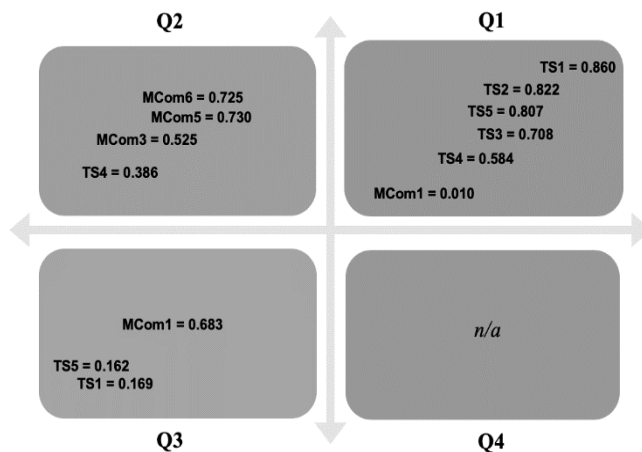 Q2
Q1
MCom6 = 0.725
MCom5 = 0.730
MCom3 = 0.525
TS4 = 0.386
TS1 = 0.860
TS2 = 0.822
TS5 = 0.807
TS3 = 0.708
TS4 = 0.584
MCom1 = 0.010
MCom1 = 0.683
TS5 = 0.162
TS1 = 0.169
n/a
Q3
Q4